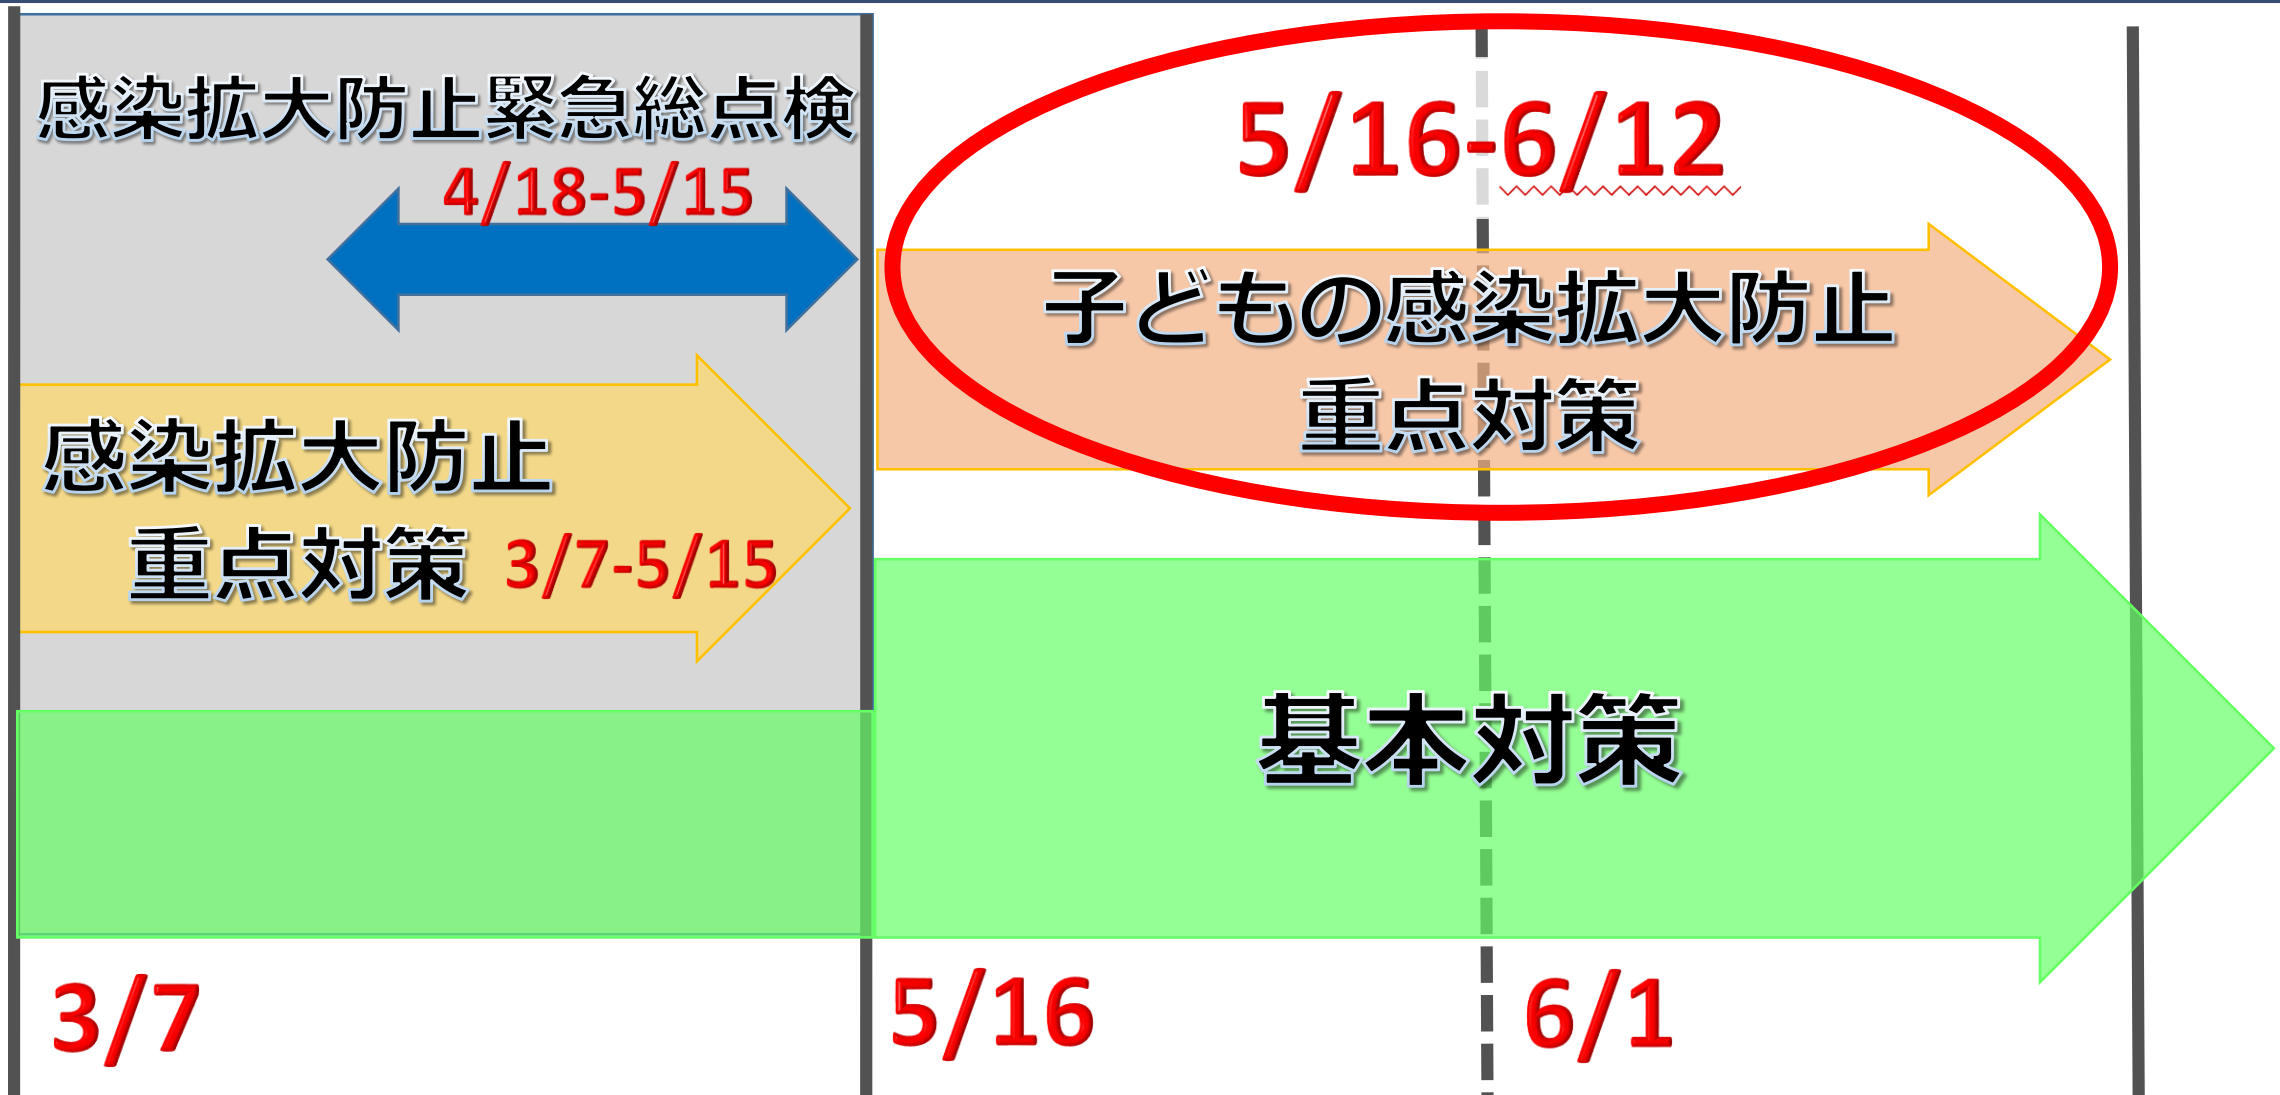 感染拡大防止緊急総点検
4/18-5/15
感染拡大防止
重点対策 3/7-5/15
5/16-6/12
子どもの感染拡大防止
重点対策
基本対策
3/7
5/16
6/1